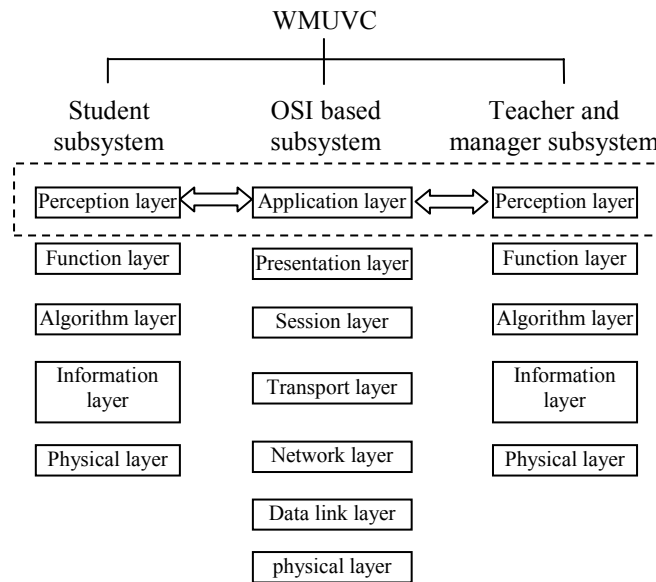 WMUVC
Student
subsystem
OSI based
subsystem
Teacher and
manager subsystem
Perception layer
Application layer
Perception layer
Function layer
Presentation layer
Function layer
Algorithm layer
Session layer
Algorithm layer
Information
layer
Transport layer
Information
layer
Physical layer
Network layer
Physical layer
Data link layer
physical layer